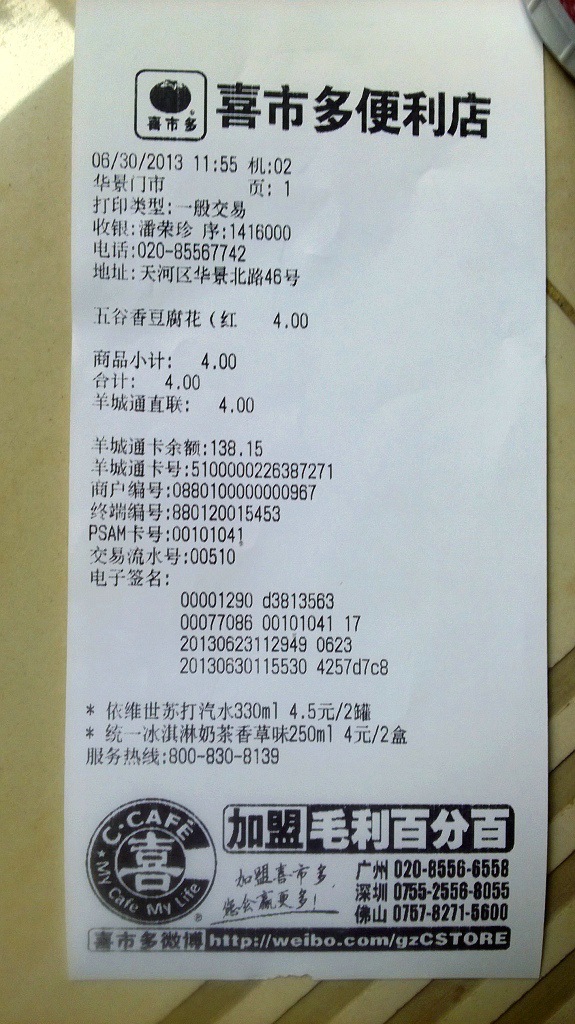 喜市多
喜市多便利店
06/30/2013 11:55 机:02
华景门市 页: 1
打印类型:一般交易
收银:潘荣珍 序:1416000
电话:020-85567742
地址:天河区华景北路46号
五谷香豆腐花(红 4.00
商品小计: 4.00
合计: 4.00
羊城通直联: 4.00
羊城通卡余额:138.15
羊城通卡号:5100000226387271
商户编号:0880100000000967
终端编号:880120015453
PSAM卡号:00101041
交易流水号:00510
电子签名:
00001290 d3813563
00077086 00101041 17
20130623112949 0623
20130630115530 4257d7c8
* 依维世苏打汽水330ml 4.5元/2罐
* 统一冰淇淋奶茶香草味250ml 4元/2盒
服务热线:800-830-8139
C·CAFÉ
喜
My Café My Life
加盟 毛利百分百
加盟喜市多,
您会赢更多!
广州 020-8556-6558
深圳 0755-2556-8055
佛山 0757-8271-5600
喜市多微博 http://weibo.com/gzCSTORE